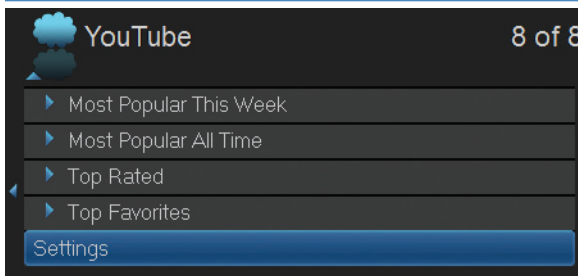 YouTube
8 of 8
Most Popular This Week
Most Popular All Time
Top Rated
Top Favorites
Settings